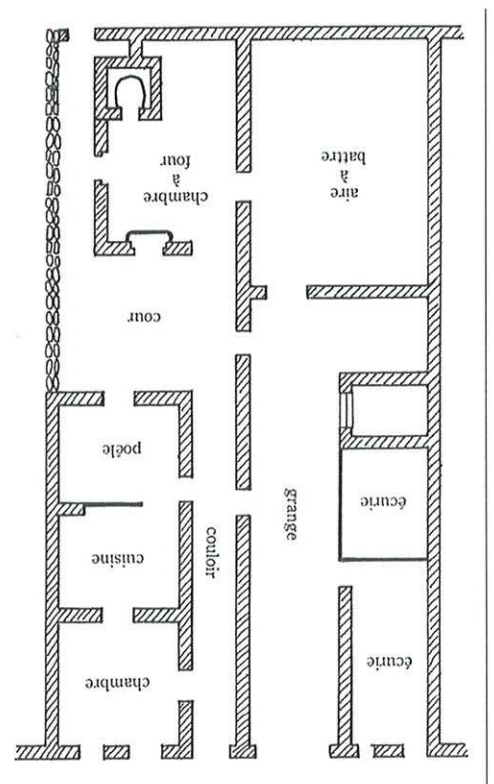 écurie
chambre
grange
couloir
cuisine
écurie
poêle
cour
aire
à
battre
chambre
à
four